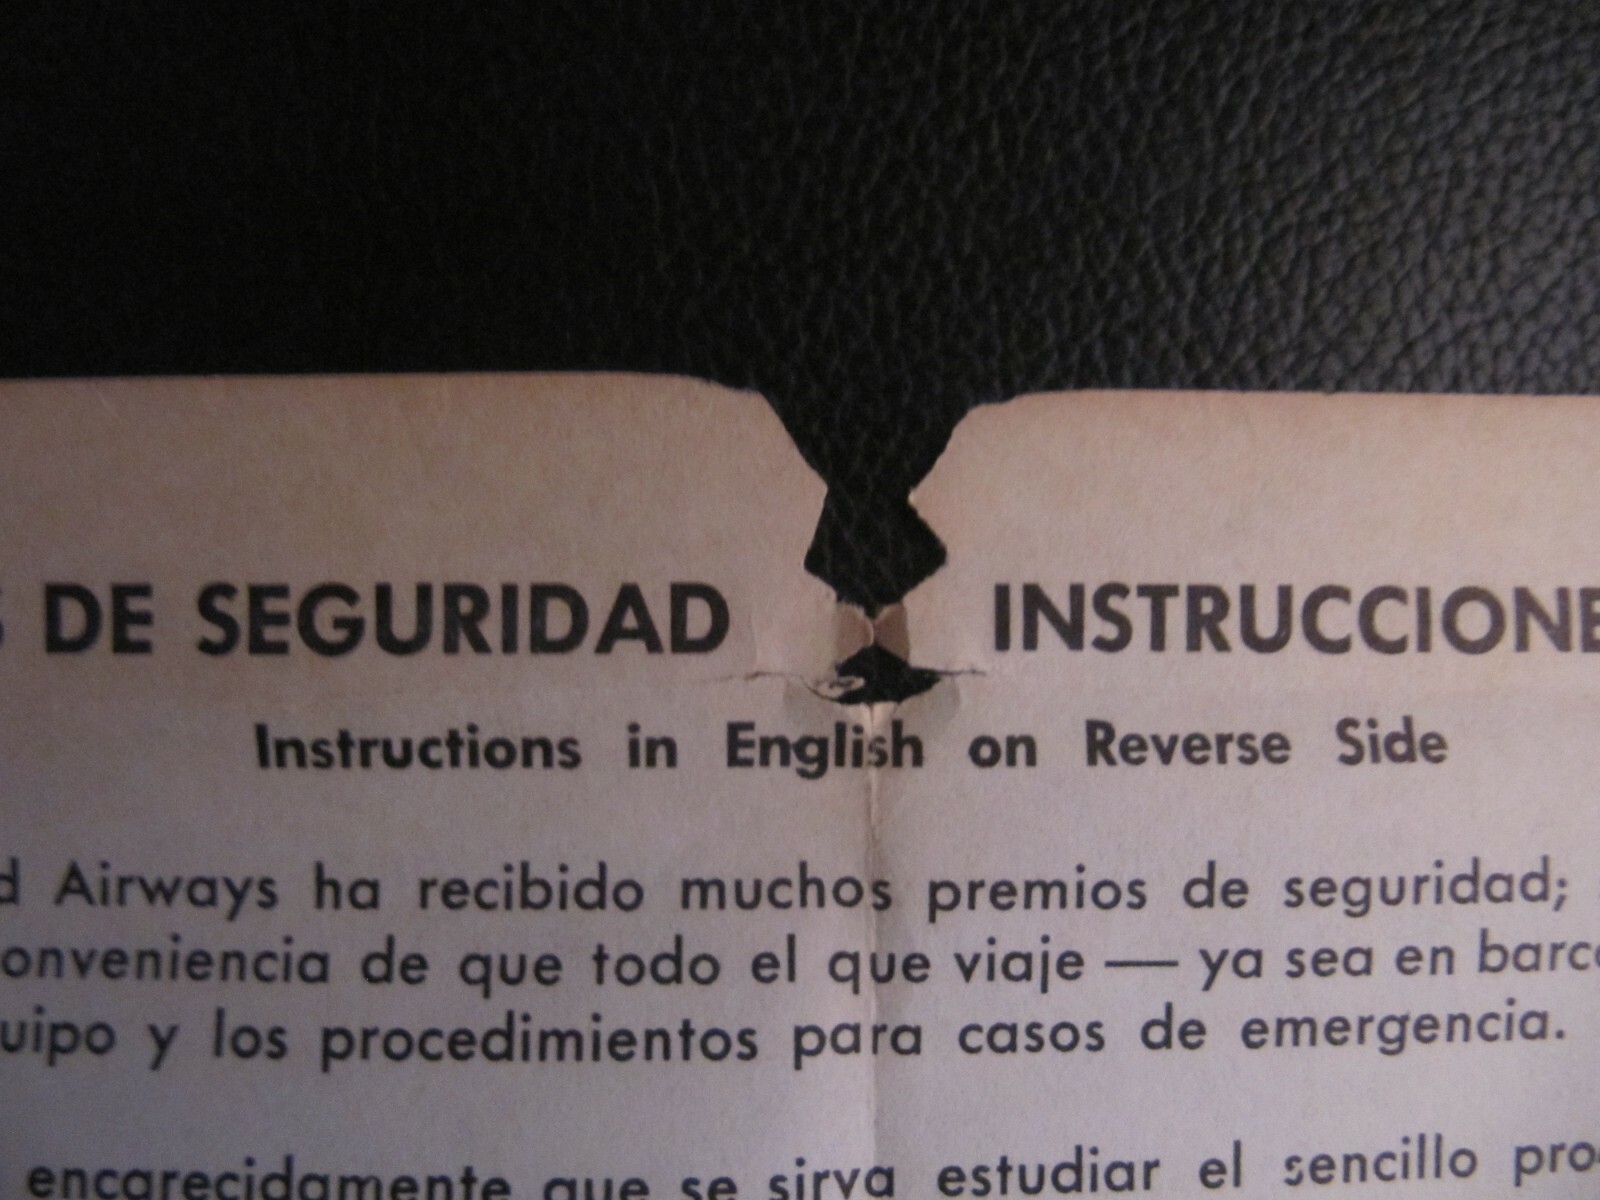 DE SEGURIDAD INSTRUCCIONE
Instructions in English on Reverse Side
d Airways ha recibido muchos premios de seguridad;
onveniencia de que todo el que viaje — ya sea en barc
uipo y los procedimientos para casos de emergencia.
encarecidamente que se sirva estudiar el sencillo pro